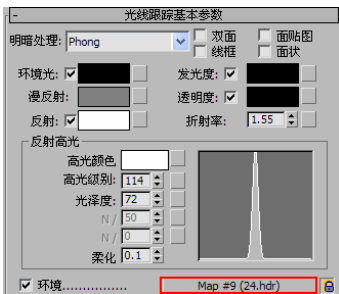 光线跟踪基本参数
明暗处理: Phong 双面 面贴图
线框 面状
环境光: 发光度:
漫反射: 透明度:
反射: 折射率: 1.55
反射高光
高光颜色
高光级别: 114
光泽度: 72
N / 50
N / 0
柔化 0.1
环境................ Map #9 (24.hdr)